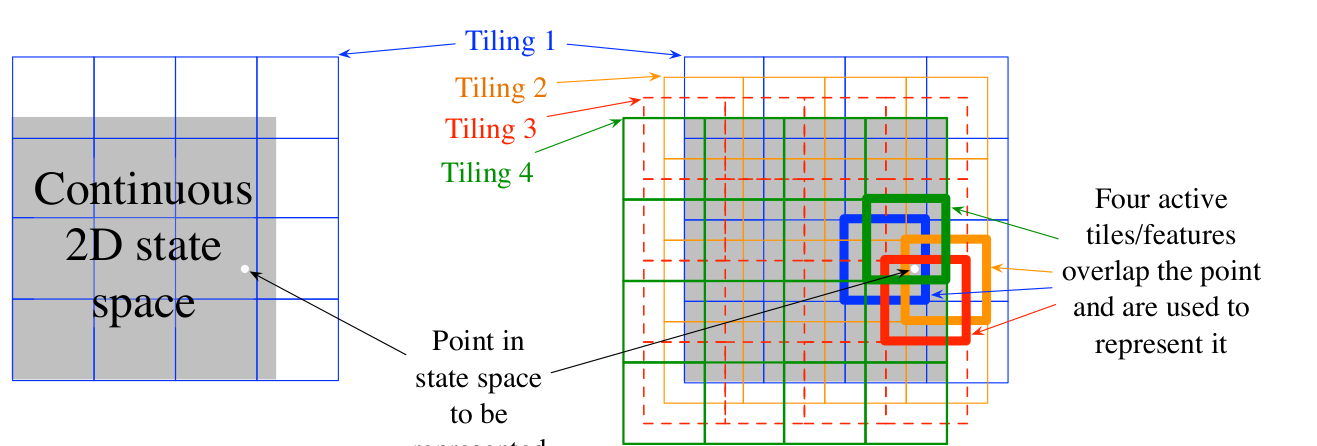 Tiling 1
Tiling 2
Tiling 3
Tiling 4
Continuous
2D state
space
Four active
tiles/features
overlap the point
and are used to
represent it
Point in
state space
to be